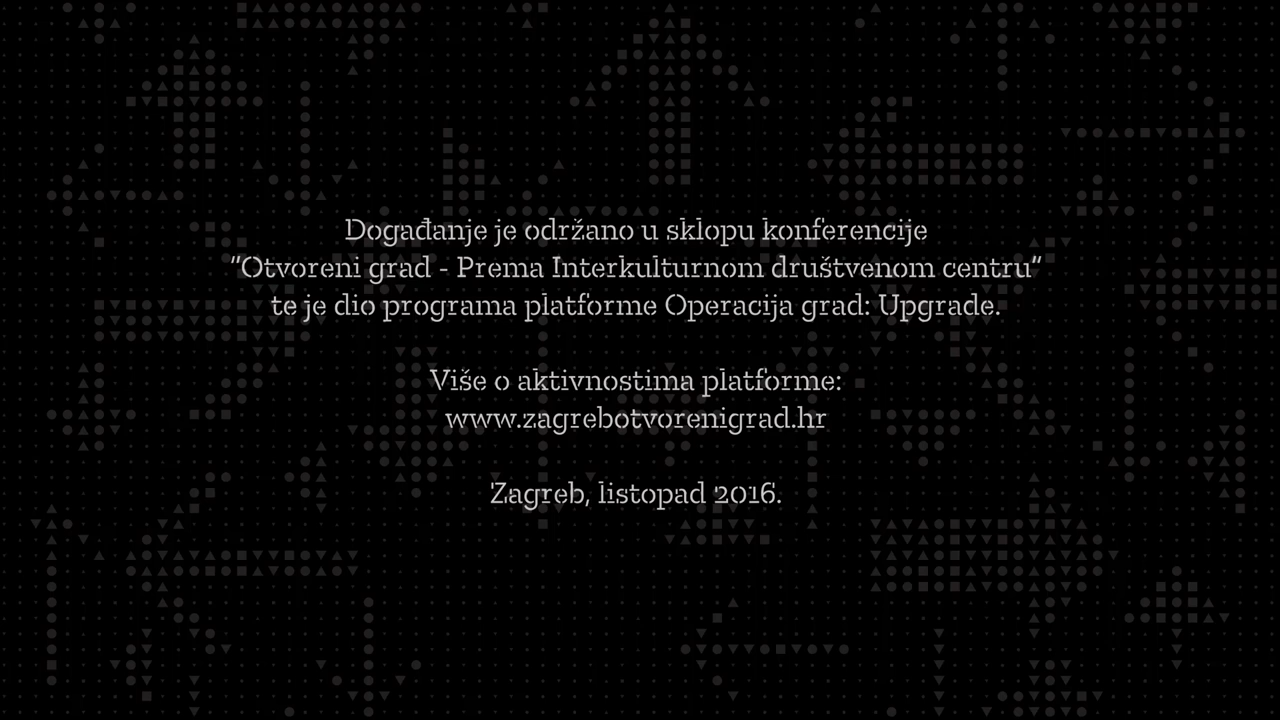 Događanje je održano u sklopu konferencije
"Otvoreni grad - Prema Interkulturnom društvenom centru"
te je dio programa platforme Operacija grad: Upgrade.
Više o aktivnostima platforme:
www.zagrebotvorenigrad.hr
Zagreb, listopad 2016.